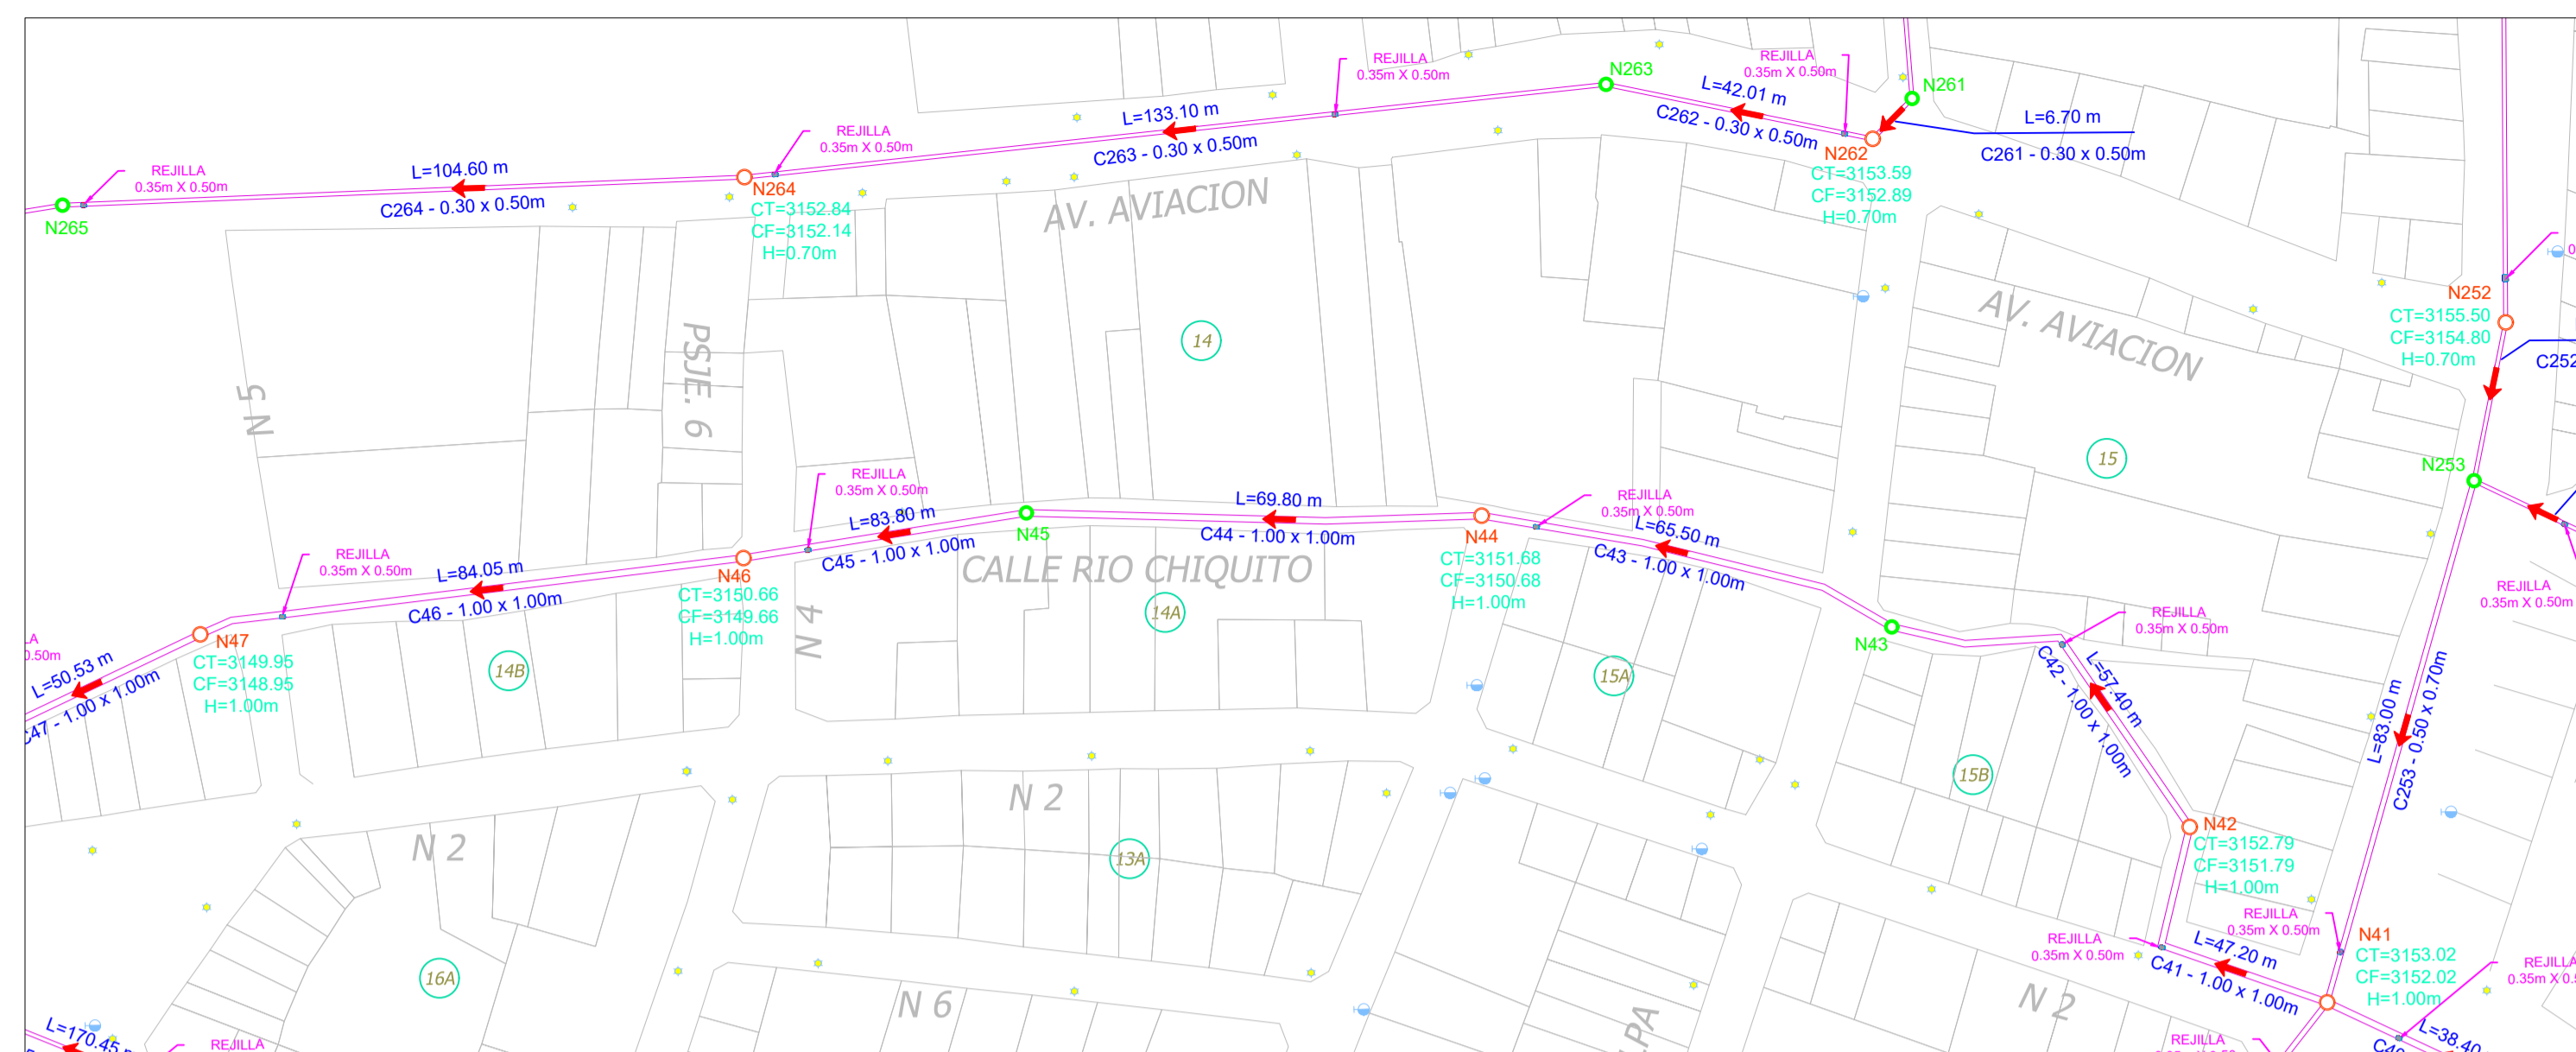 REJILLA
0.35m X 0.50m
N265
L=104.60 m
C264 - 0.30 x 0.50m
REJILLA
0.35m X 0.50m
N264
CT=3152.84
CF=3152.14
H=0.70m
L=133.10 m
C263 - 0.30 x 0.50m
REJILLA
0.35m X 0.50m
N263
L=42.01 m
C262 - 0.30 x 0.50m
REJILLA
0.35m X 0.50m
N262
CT=3153.59
CF=3152.89
H=0.70m
N261
L=6.70 m
C261 - 0.30 x 0.50m
AV. AVIACION
AV. AVIACION
N252
CT=3155.50
CF=3154.80
H=0.70m
C252
N253
14
15
S N
PSJE. 6
REJILLA
0.35m X 0.50m
L=83.80 m
C45 - 1.00 x 1.00m
N45
L=69.80 m
C44 - 1.00 x 1.00m
CALLE RIO CHIQUITO
N44
CT=3151.68
CF=3150.68
H=1.00m
REJILLA
0.35m X 0.50m
L=65.50 m
C43 - 1.00 x 1.00m
N43
REJILLA
0.35m X 0.50m
L=57.40 m
C42 - 1.00 x 1.00m
REJILLA
0.35m X 0.50m
L=83.00 m
C253 - 0.50 x 0.70m
REJILLA
0.35m X 0.50m
L=84.05 m
C46 - 1.00 x 1.00m
N46
CT=3150.66
CF=3149.66
H=1.00m
N 4
14A
14B
15A
15B
N47
CT=3149.95
CF=3148.95
H=1.00m
0.50m
L=50.53 m
C47 - 1.00 x 1.00m
N 2
N 2
13A
16A
N 6
N42
CT=3152.79
CF=3151.79
H=1.00m
REJILLA
0.35m X 0.50m
REJILLA
0.35m X 0.50m
L=47.20 m
C41 - 1.00 x 1.00m
N41
CT=3153.02
CF=3152.02
H=1.00m
N 2
L=38.40
REJILLA
L=170.45
REJILLA